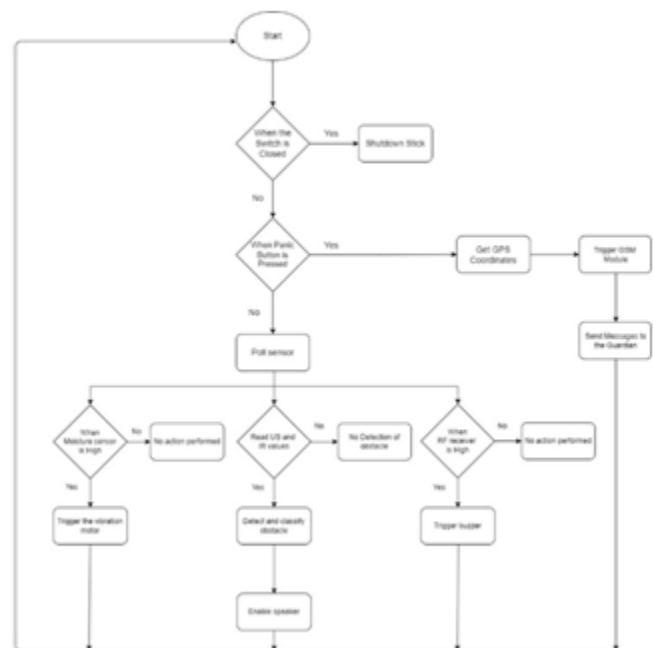 Start
When the
Switch is
Closed
Yes
Shutdown Stick
No
When Panic
Button is
Pressed
Yes
Get GPS
Coordinates
Trigger GSM
Module
No
Send Messages to
the Guardian
Poll sensor
When
Moisture sensor
is High
No
No action performed
Read US and
IR values
No
No Detection of
obstacle
When
RF receiver
is High
No
No action performed
Yes
Yes
Yes
Trigger the vibration
motor
Detect and classify
obstacle
Trigger buzzer
Enable speaker